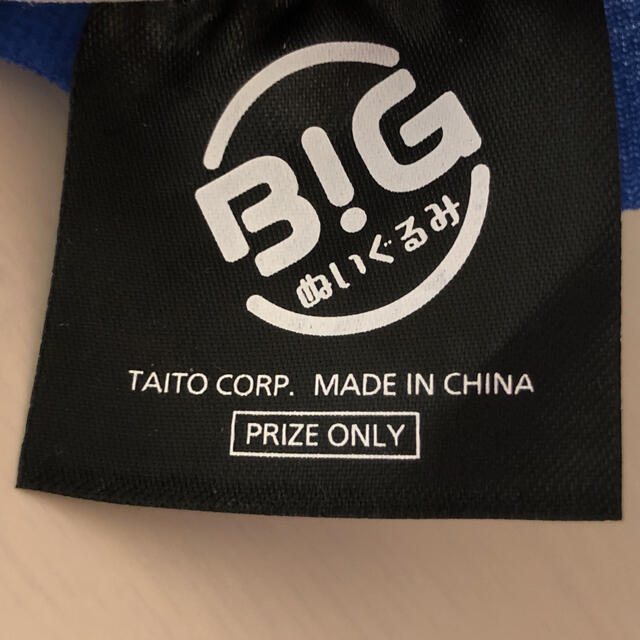 B!G
ぬいぐるみ
TAITO CORP. MADE IN CHINA
PRIZE ONLY